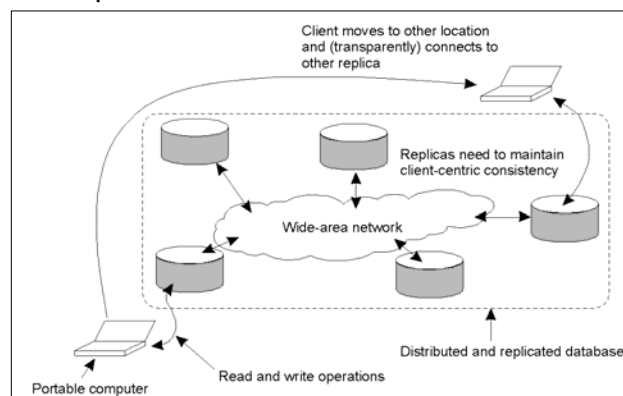 Client moves to other location
and (transparently) connects to
other replica
Replicas need to maintain
client-centric consistency
Wide-area network
Distributed and replicated database
Read and write operations
Portable computer